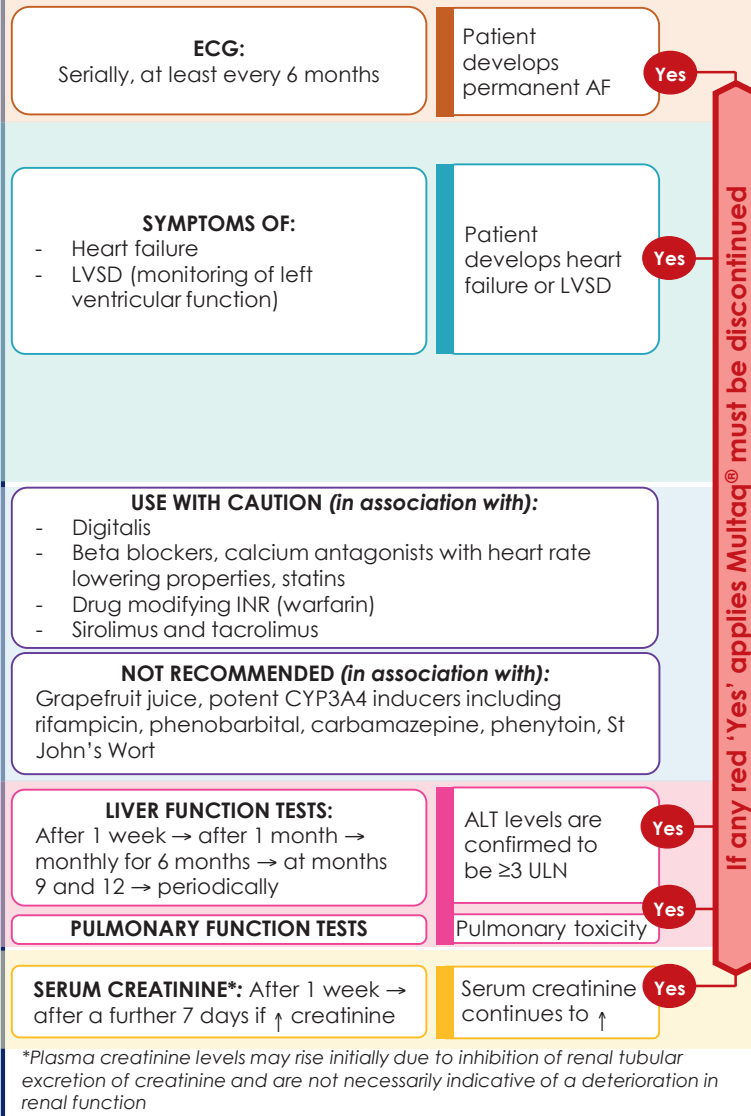 ECG:
Serially, at least every 6 months
Patient
develops
permanent AF
Yes
SYMPTOMS OF:
- Heart failure
- LVSD (monitoring of left
ventricular function)
Patient
develops heart
failure or LVSD
Yes
If any red ‘Yes’ applies Multaq® must be discontinued
USE WITH CAUTION (in association with):
- Digitalis
- Beta blockers, calcium antagonists with heart rate
lowering properties, statins
- Drug modifying INR (warfarin)
- Sirolimus and tacrolimus
NOT RECOMMENDED (in association with):
Grapefruit juice, potent CYP3A4 inducers including
rifampicin, phenobarbital, carbamazepine, phenytoin, St
John’s Wort
LIVER FUNCTION TESTS:
After 1 week → after 1 month →
monthly for 6 months → at months
9 and 12 → periodically
ALT levels are
confirmed to
be ≥3 ULN
Yes
PULMONARY FUNCTION TESTS
Pulmonary toxicity
Yes
SERUM CREATININE*: After 1 week →
after a further 7 days if ↑ creatinine
Serum creatinine
continues to ↑
Yes
*Plasma creatinine levels may rise initially due to inhibition of renal tubular
excretion of creatinine and are not necessarily indicative of a deterioration in
renal function